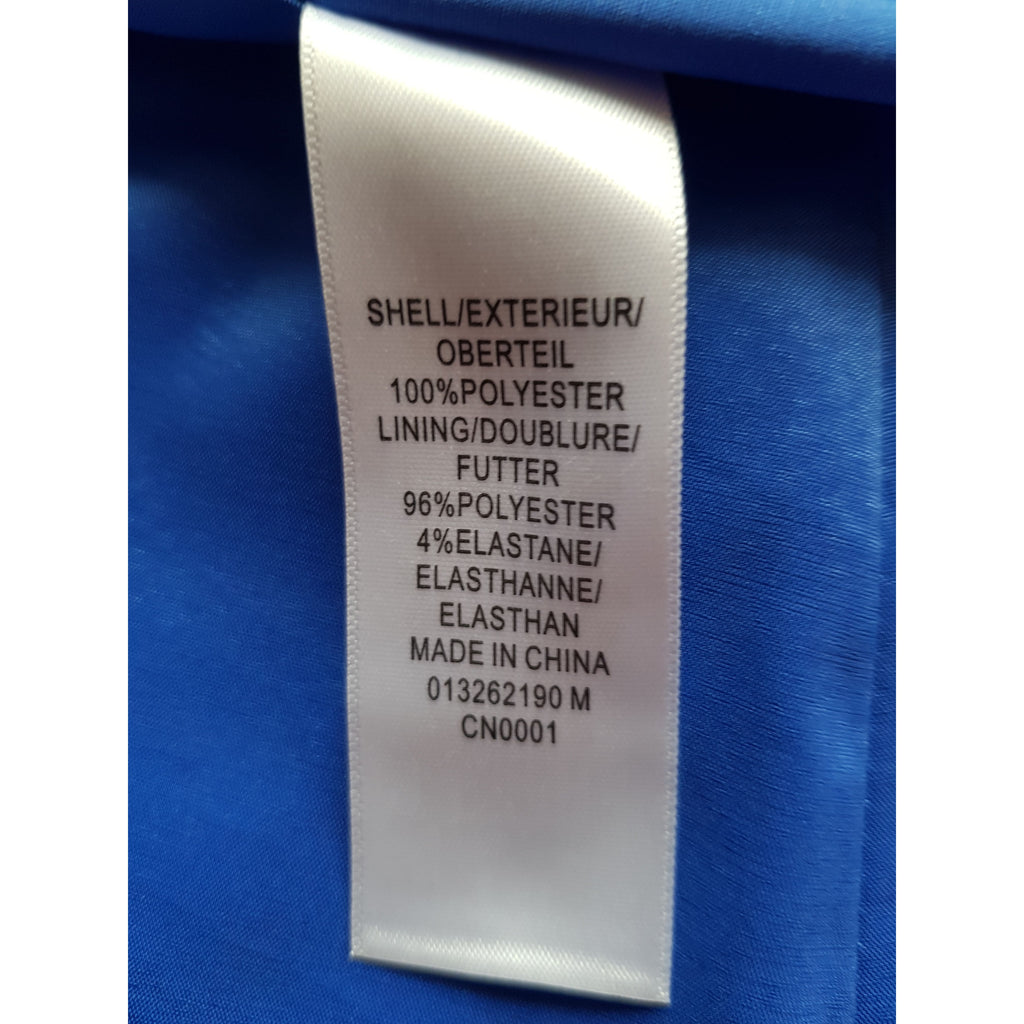 SHELL/EXTERIEUR/
OBERTEIL
100%POLYESTER
LINING/DOUBLURE/
FUTTER
96%POLYESTER
4%ELASTANE/
ELASTHANNE/
ELASTHAN
MADE IN CHINA
013262190 M
CN0001